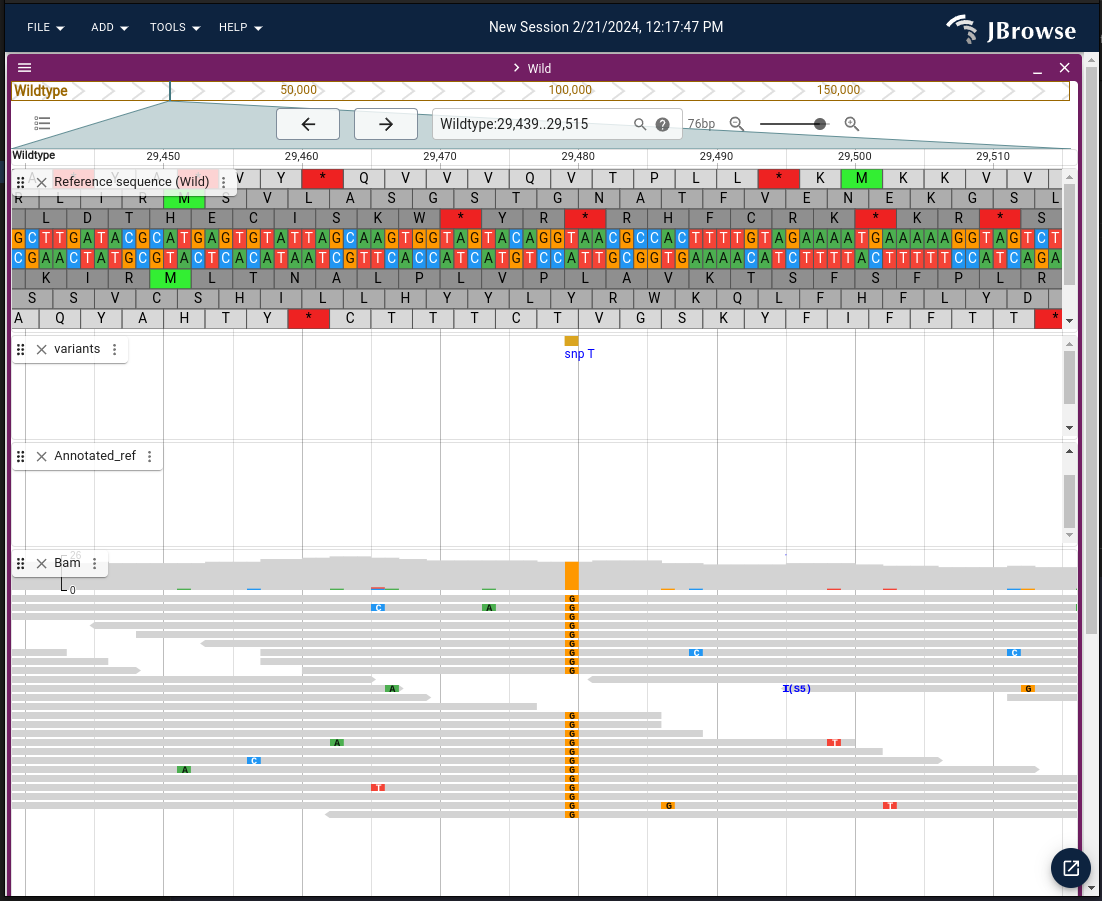 FILE ADD TOOLS HELP New Session 2/21/2024, 12:17:47 PM JBrowse
Wild
Wildtype 50,000 100,000 150,000
Wildtype:29,439..29,515 76bp
Wildtype 29,450 29,460 29,470 29,480 29,490 29,500 29,510
Reference sequence (Wild) V Y * Q V V V Q V T P L L * K M K K V V
R L I R M S V L A S G S T G N A T F V E N E K G S L
L D T H E C I S K W * Y R * R H F C R K * K R * S
GCTTGATACGCATGAGTGTATTAGCAAGTGGTAGTACAGGTAACGCCACTTTTGTAGAAAATGAAAAAGGTAGTCT
CGAACTATGCGTACTCACATAATCGTTCACCATCATGTCCATTGCGGTGAAAACATCTTTTACTTTTTCCATCAGA
K I R M L T N A L P L V P L A V K T S F S F P L R
S S V C S H I L L H Y Y L Y R W K Q L F H F L Y D
A Q Y A H T Y * C T T T C T V G S K Y F I F F T T *
variants
snp T
Annotated_ref
26
Bam
0
G
C A G
G
G
G
G
G C C
G
G
A I(S5) G
G
G
G
A G T
G
C G
A G
G
T G
G
G G T
G